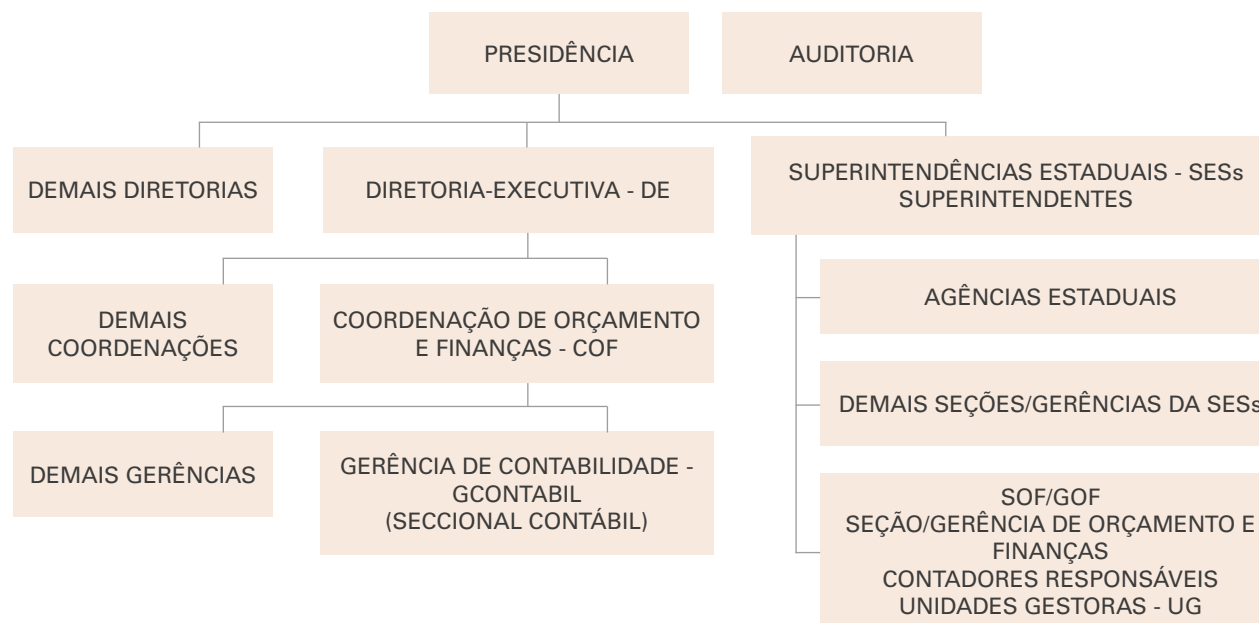 PRESIDÊNCIA
AUDITORIA
DEMAIS DIRETORIAS
DIRETORIA-EXECUTIVA - DE
SUPERINTENDÊNCIAS ESTADUAIS - SESs
SUPERINTENDENTES
DEMAIS
COORDENAÇÕES
COORDENAÇÃO DE ORÇAMENTO
E FINANÇAS - COF
AGÊNCIAS ESTADUAIS
DEMAIS SEÇÕES/GERÊNCIAS DA SESs
DEMAIS GERÊNCIAS
GERÊNCIA DE CONTABILIDADE -
GCONTABIL
(SECCIONAL CONTÁBIL)
SOF/GOF
SEÇÃO/GERÊNCIA DE ORÇAMENTO E
FINANÇAS
CONTADORES RESPONSÁVEIS
UNIDADES GESTORAS - UG